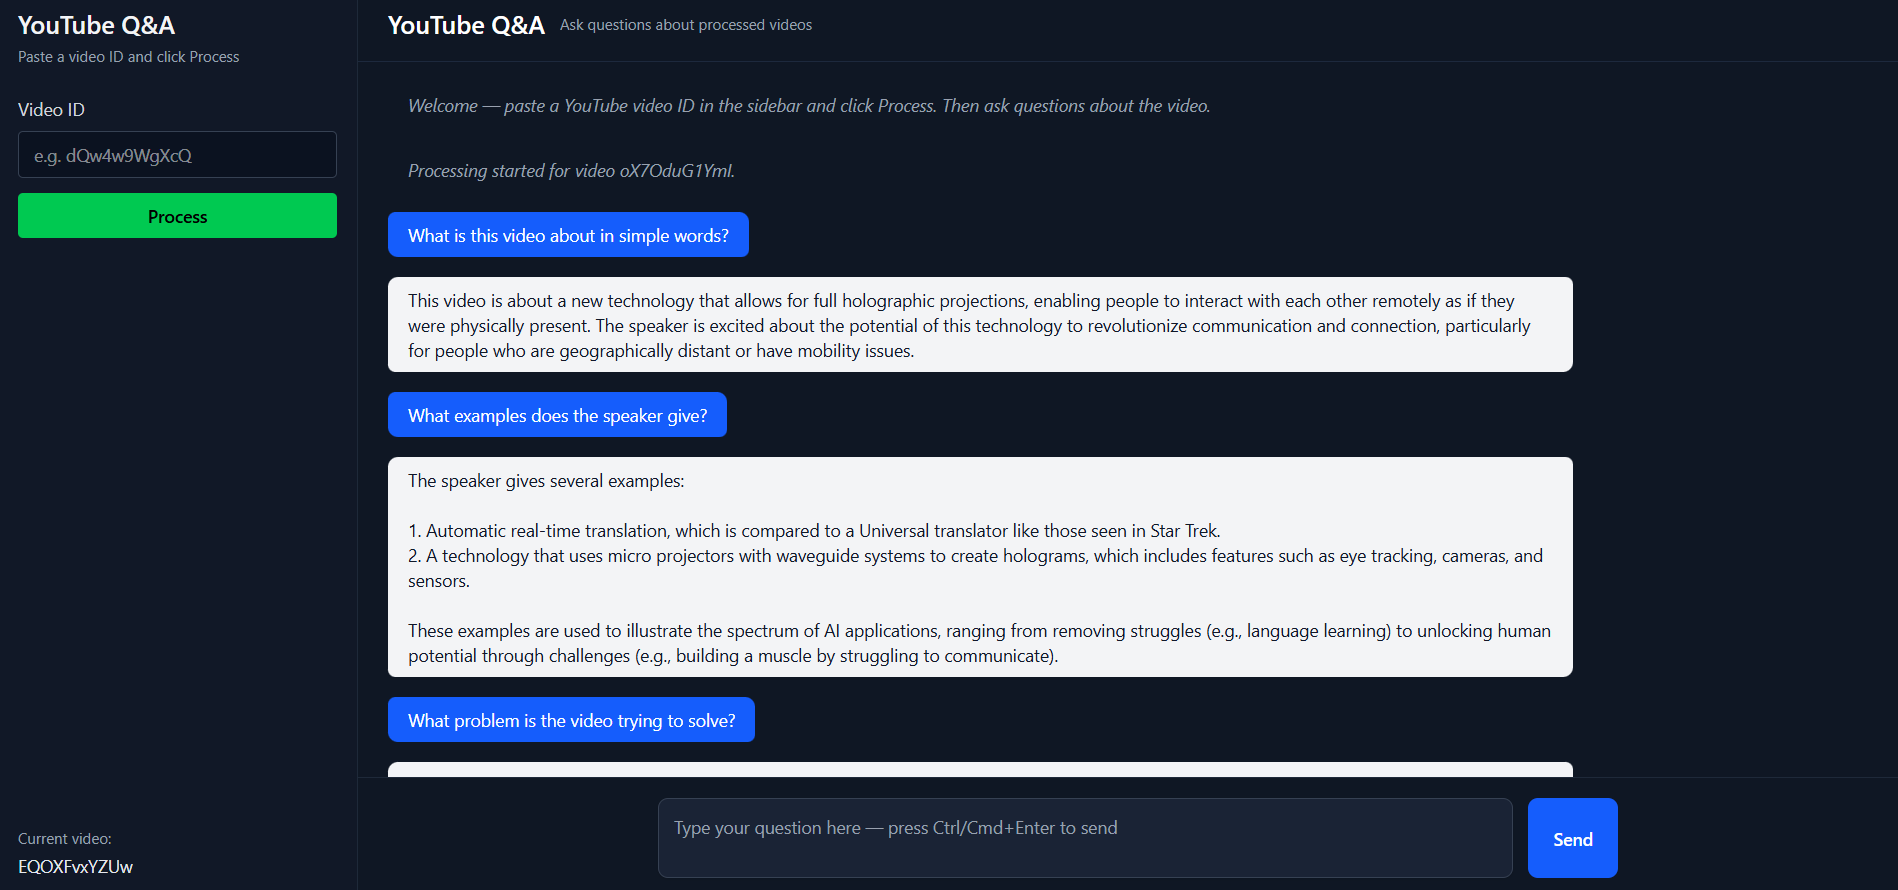 YouTube Q&A
Paste a video ID and click Process
Video ID
e.g. dQw4w9WgXcQ
Process
Current video:
EQOXFvxYZUw
YouTube Q&A Ask questions about processed videos
Welcome — paste a YouTube video ID in the sidebar and click Process. Then ask questions about the video.
Processing started for video oX7OduG1YmI.
What is this video about in simple words?
This video is about a new technology that allows for full holographic projections, enabling people to interact with each other remotely as if they
were physically present. The speaker is excited about the potential of this technology to revolutionize communication and connection, particularly
for people who are geographically distant or have mobility issues.
What examples does the speaker give?
The speaker gives several examples:
1. Automatic real-time translation, which is compared to a Universal translator like those seen in Star Trek.
2. A technology that uses micro projectors with waveguide systems to create holograms, which includes features such as eye tracking, cameras, and
sensors.
These examples are used to illustrate the spectrum of AI applications, ranging from removing struggles (e.g., language learning) to unlocking human
potential through challenges (e.g., building a muscle by struggling to communicate).
What problem is the video trying to solve?
Type your question here — press Ctrl/Cmd+Enter to send
Send